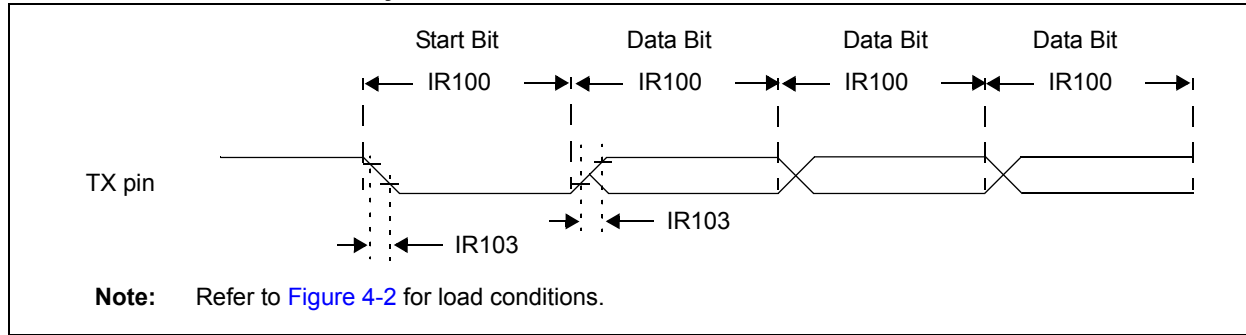 Start Bit Data Bit Data Bit Data Bit
IR100 IR100 IR100 IR100
TX pin
IR103
IR103
Note: Refer to Figure 4-2 for load conditions.